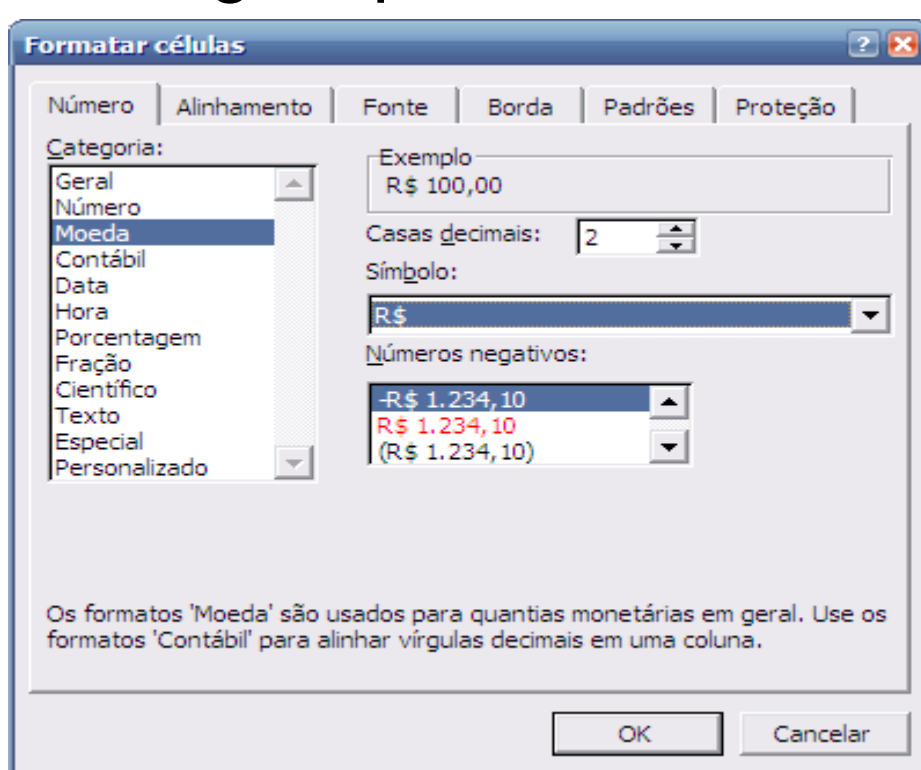 Formatar células
Número Alinhamento Fonte Borda Padrões Proteção
Categoria:
Geral
Número
Moeda
Contábil
Data
Hora
Porcentagem
Fração
Científico
Texto
Especial
Personalizado
Exemplo
R$ 100,00
Casas decimais: 2
Símbolo:
R$
Números negativos:
-R$ 1.234,10
R$ 1.234,10
(R$ 1.234,10)
Os formatos 'Moeda' são usados para quantias monetárias em geral. Use os
formatos 'Contábil' para alinhar vírgulas decimais em uma coluna.
OK Cancelar